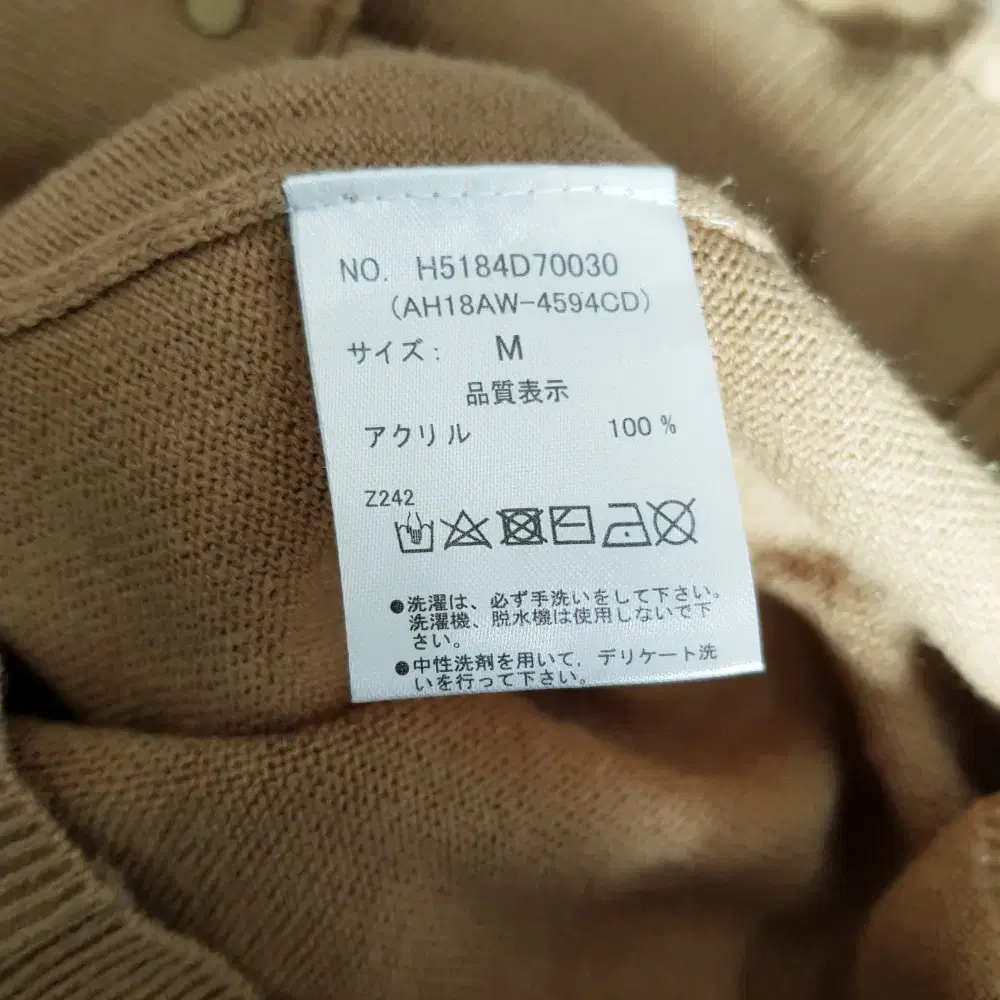 NO. H5184D70030
(AH18AW-4594CD)
サイズ: M
品質表示
アクリル 100 %
Z242
●洗濯は、必ず手洗いをして下さい。
洗濯機、脱水機は使用しないで下
さい。
●中性洗剤を用いて、デリケート洗
いを行って下さい。